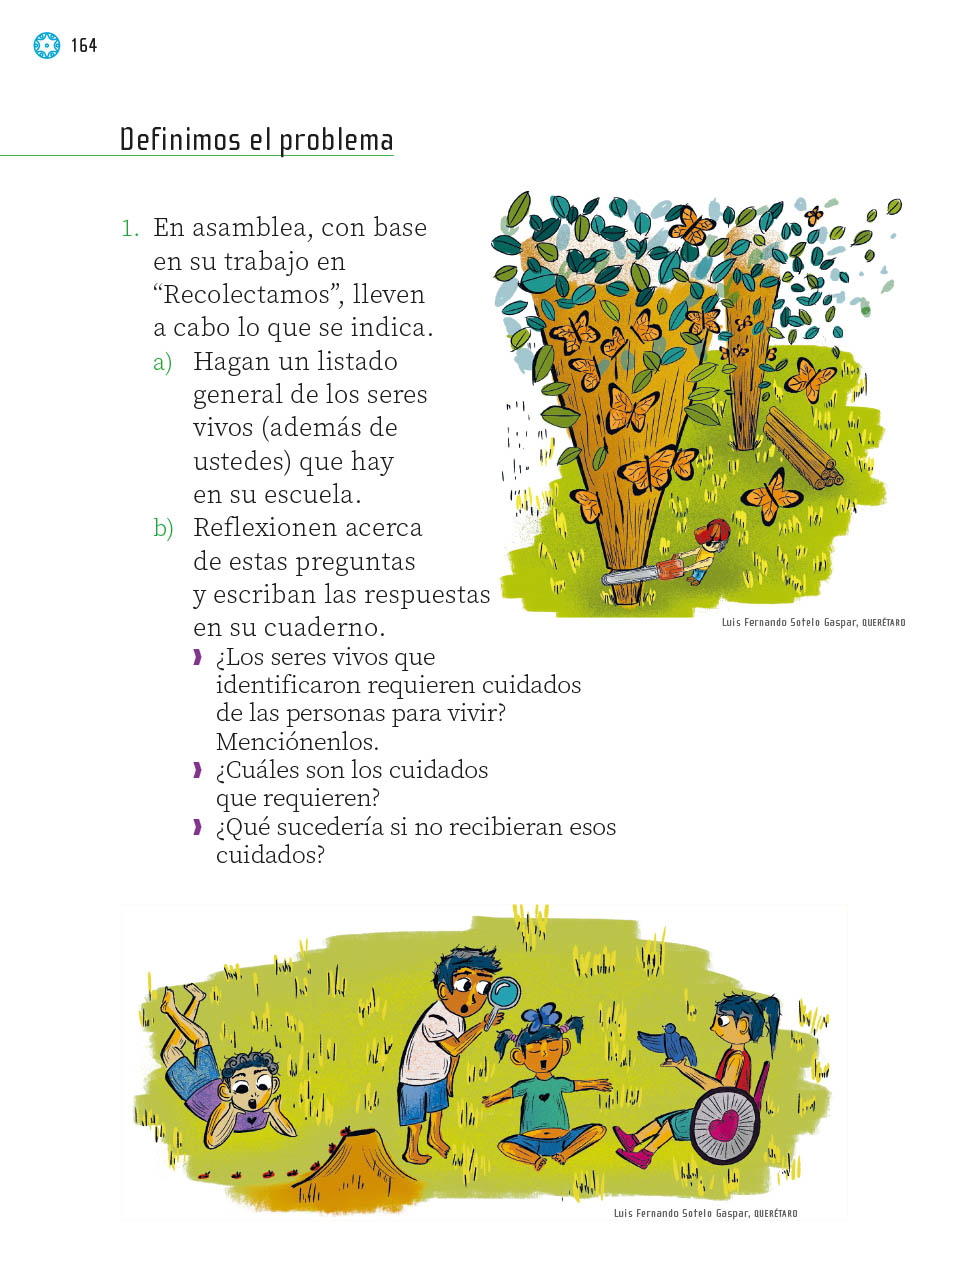 164
Definimos el problema
1. En asamblea, con base
en su trabajo en
“Recolectamos”, lleven
a cabo lo que se indica.
a) Hagan un listado
general de los seres
vivos (además de
ustedes) que hay
en su escuela.
b) Reflexionen acerca
de estas preguntas
y escriban las respuestas
en su cuaderno.
Luis Fernando Sotelo Gaspar, QUERÉTARO
¿Los seres vivos que
identificaron requieren cuidados
de las personas para vivir?
Menciónenlos.
¿Cuáles son los cuidados
que requieren?
¿Qué sucedería si no recibieran esos
cuidados?
Luis Fernando Sotelo Gaspar, QUERÉTARO